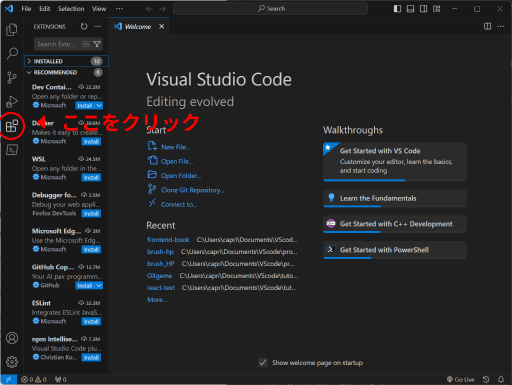 File Edit Selection View ··· Search
EXTENSIONS
Search Exte...
INSTALLED 10
RECOMMENDED 8
Dev Contai... 22.2M
Open any folder or rep...
Microsoft Install
Docker 30.8M
Makes it easy to create...
Microsoft Install
WSL 24.5M
Open any folder in the ...
Microsoft Install
Debugger fo... 2.5M
Debug your web appli...
Firefox DevTools Install
Microsoft Edg... 2M
Use the Microsoft Edg...
Microsoft Install
GitHub Cop... 12.7M
Your AI pair programm...
GitHub Install
ESLint 32.3M
Integrates ESLint JavaS...
Microsoft Install
npm Intellise... 7.2M
Visual Studio Code plu...
Christian Ko... Install
Welcome
ここをクリック
Visual Studio Code
Editing evolved
Start
New File...
Open File...
Open Folder...
Clone Git Repository...
Connect to...
Recent
frontend-book C:\Users\capri\Documents\VScod...
brush-hp C:\Users\capri\Documents\VScode\pro...
brush_HP C:\Users\capri\Documents\VScode\pr...
OXgeme C:\Users\capri\Documents\VScode\tuto...
react-test C:\Users\capri\Documents\VScode\tut...
More...
Walkthroughs
Get Started with VS Code
Customize your editor, learn the basics,
and start coding
Learn the Fundamentals
Get Started with C++ Development
Get Started with PowerShell
Show welcome page on startup
0 0 0 Go Live